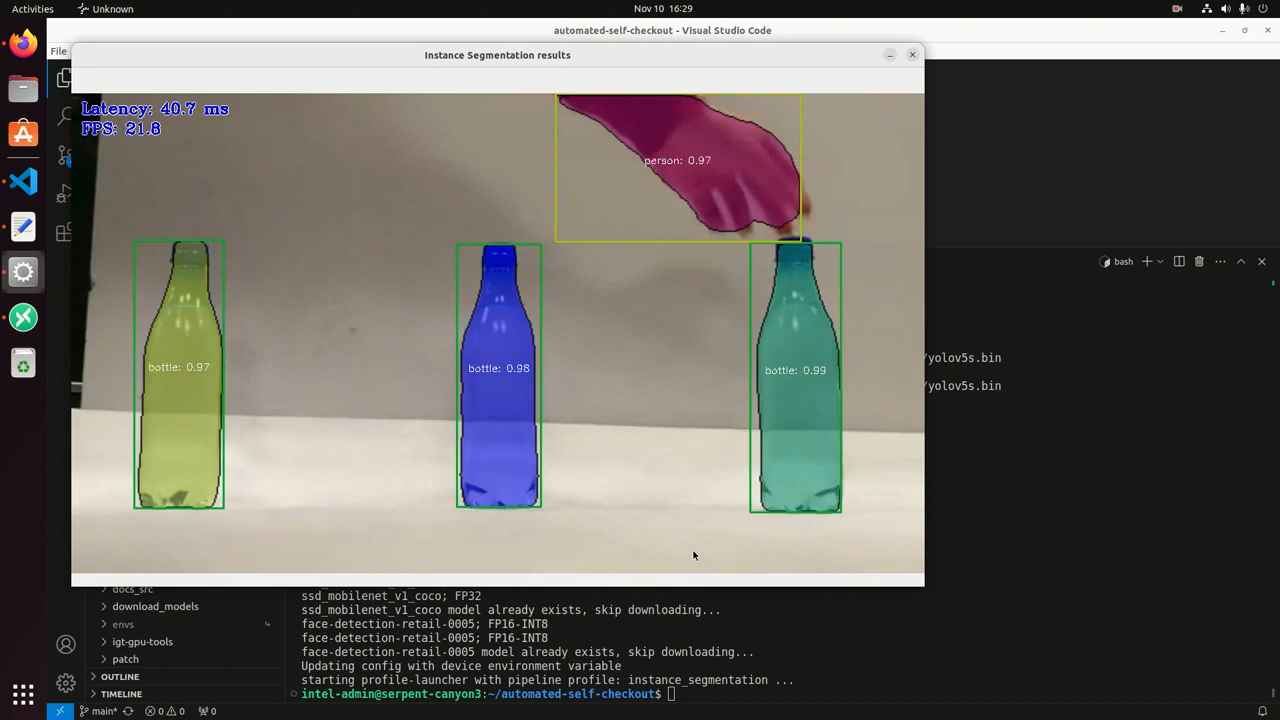 Activities
Unknown
Nov 10 16:29
automated-self-checkout - Visual Studio Code
File
Instance Segmentation results
Latency: 40.7 ms
FPS: 21.8
person: 0.97
bottle: 0.97
bottle: 0.98
bottle: 0.99
bash
/yolov5s.bin
/yolov5s.bin
docs_src
download_models
envs
igt-gpu-tools
patch
OUTLINE
TIMELINE
ssd_mobilenet_v1_coco; FP32
ssd_mobilenet_v1_coco model already exists, skip downloading...
face-detection-retail-0005; FP16-INT8
face-detection-retail-0005; FP16-INT8
face-detection-retail-0005 model already exists, skip downloading...
Updating config with device environment variable
starting profile-launcher with pipeline profile: instance_segmentation ...
intel-admin@serpent-canyon3:~/automated-self-checkout$
main* 0 0 0